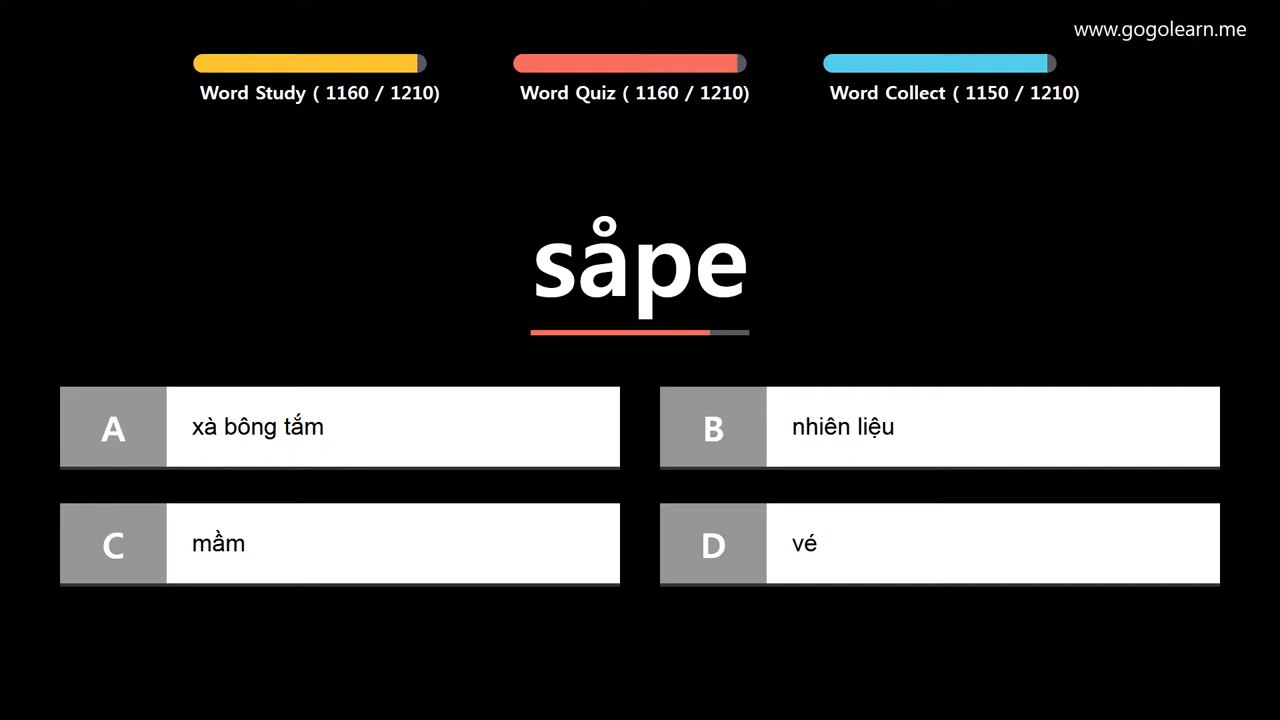 www.gogolearn.me
Word Study ( 1160 / 1210)
Word Quiz ( 1160 / 1210)
Word Collect ( 1150 / 1210)
såpe
A xà bông tắm
B nhiên liệu
C mầm
D vé